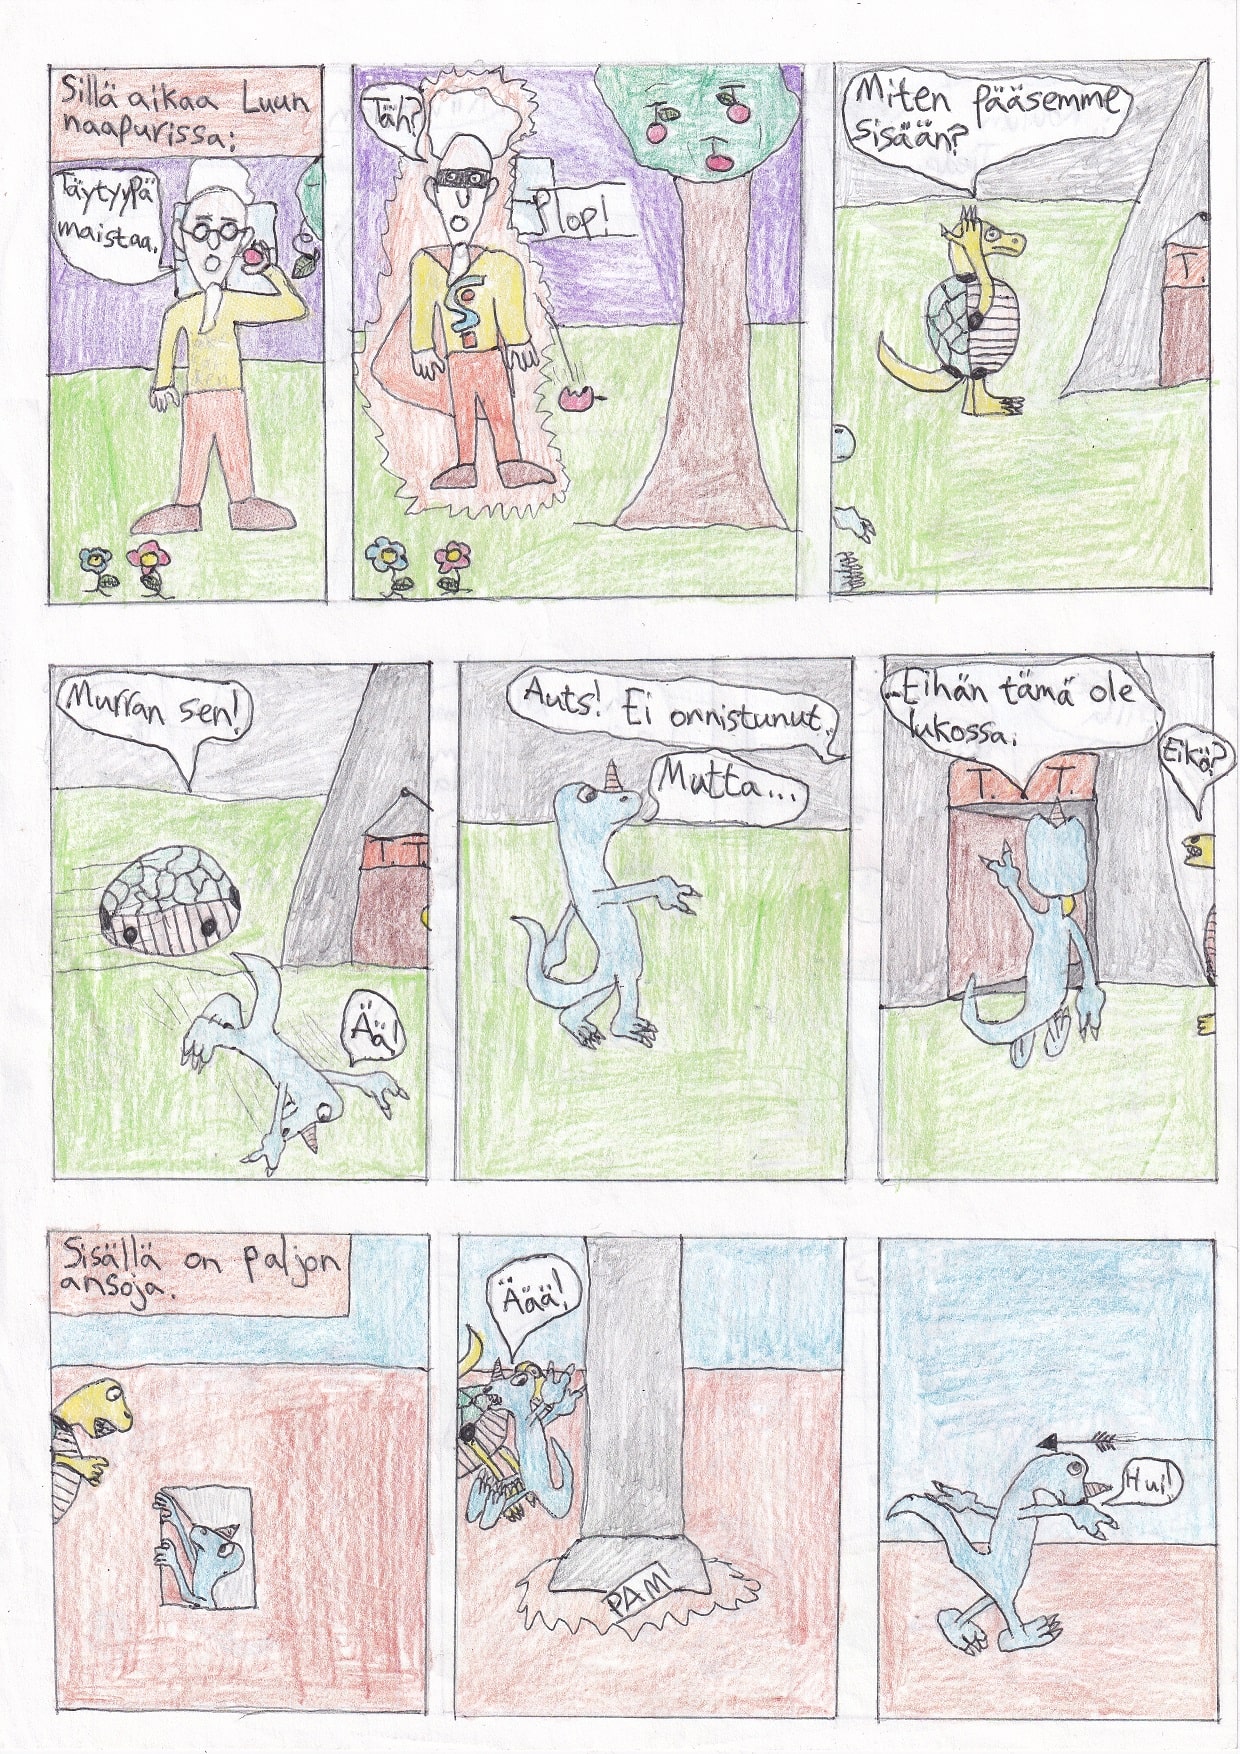 Sillä aikaa Luun
naapurissa:
Täytyypä
maistaa.
Täh?
Plop!
Miten pääsemme
sisään?
T.
Murran sen!
T T.
Ää!
Auts! Ei onnistunut.
Mutta...
...Eihän tämä ole
lukossa.
Eikö?
T. T.
Sisällä on paljon
ansoja.
Äää!
PAM!
Hui!